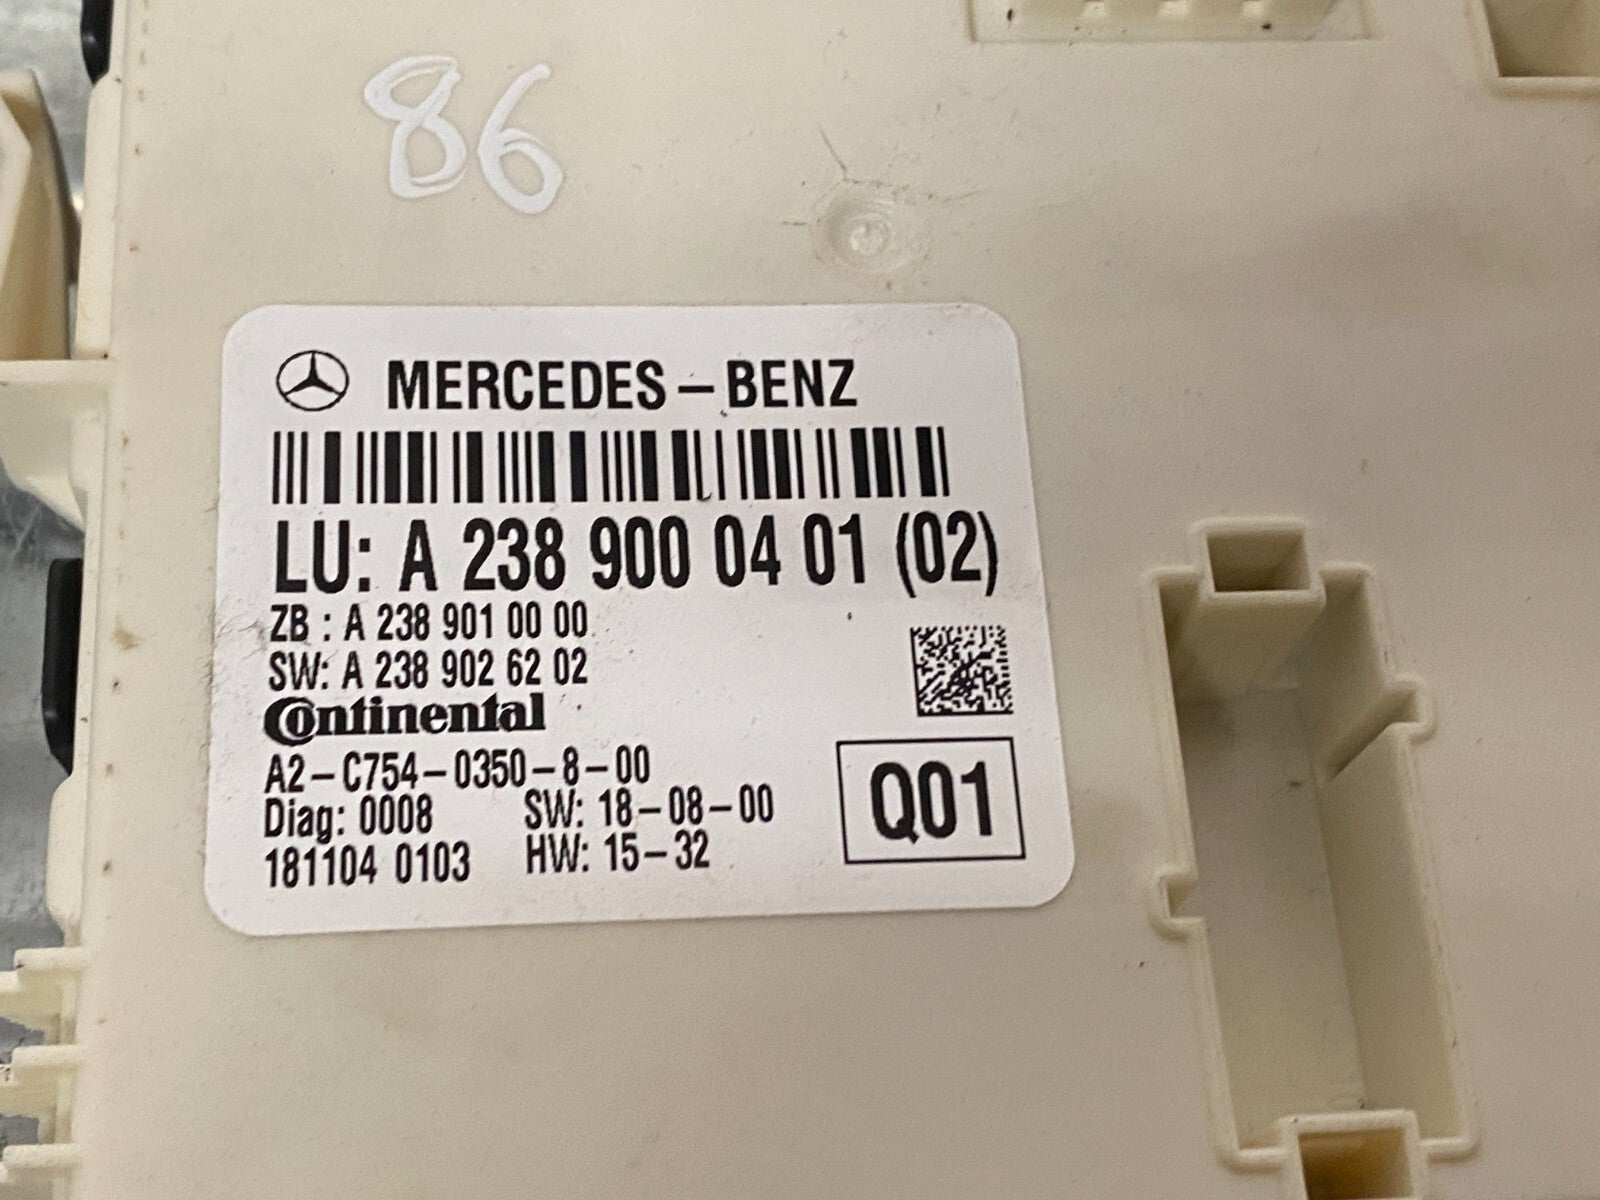 86
MERCEDES-BENZ
LU: A 238 900 04 01 (02)
ZB : A 238 901 00 00
SW: A 238 902 62 02
Continental
A2-C754-0350-8-00
Diag: 0008 SW: 18-08-00
181104 0103 HW: 15-32
Q01